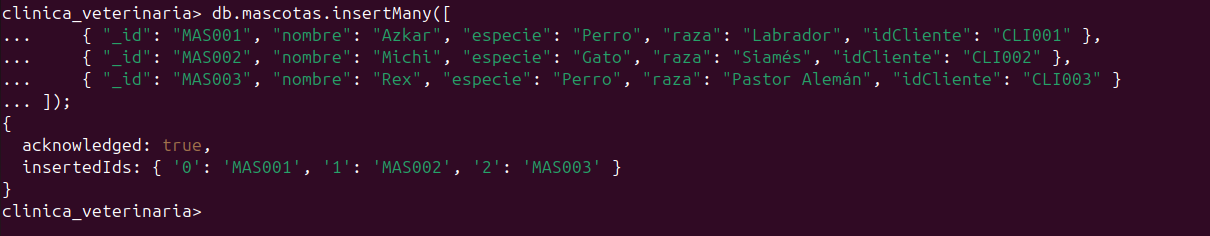 clinica_veterinaria> db.mascotas.insertMany([
...     { "_id": "MAS001", "nombre": "Azkar", "especie": "Perro", "raza": "Labrador", "idCliente": "CLI001" },
...     { "_id": "MAS002", "nombre": "Michi", "especie": "Gato", "raza": "Siamés", "idCliente": "CLI002" },
...     { "_id": "MAS003", "nombre": "Rex", "especie": "Perro", "raza": "Pastor Alemán", "idCliente": "CLI003" }
... ]);
{
  acknowledged: true,
  insertedIds: { '0': 'MAS001', '1': 'MAS002', '2': 'MAS003' }
}
clinica_veterinaria>